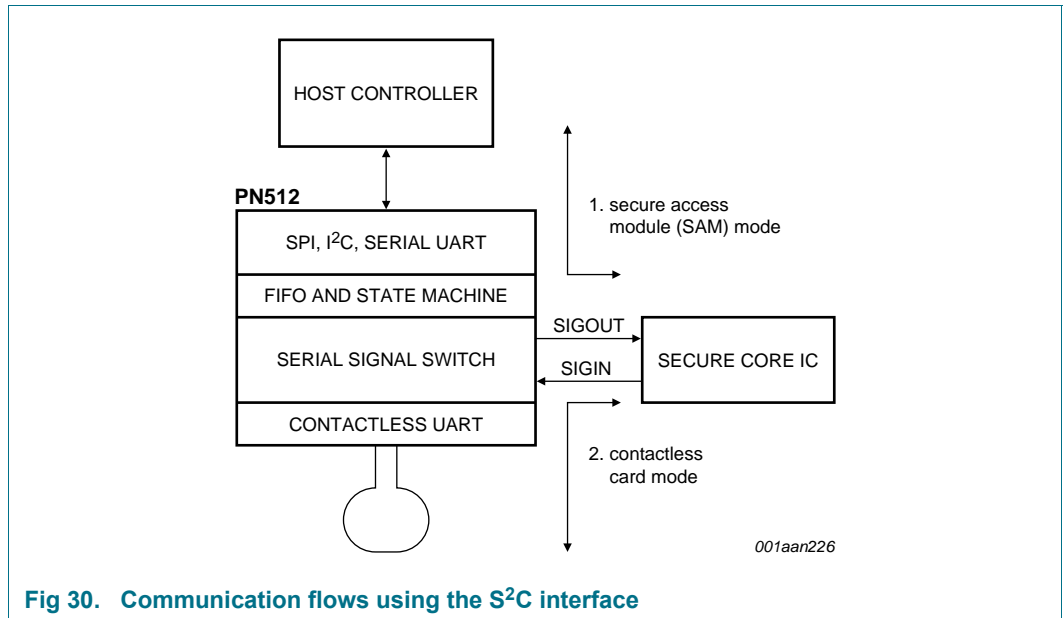 HOST CONTROLLER
PN512
SPI, I²C, SERIAL UART
FIFO AND STATE MACHINE
SERIAL SIGNAL SWITCH
CONTACTLESS UART
1. secure access
module (SAM) mode
SIGOUT
SIGIN
SECURE CORE IC
2. contactless
card mode
001aan226
Fig 30. Communication flows using the S²C interface